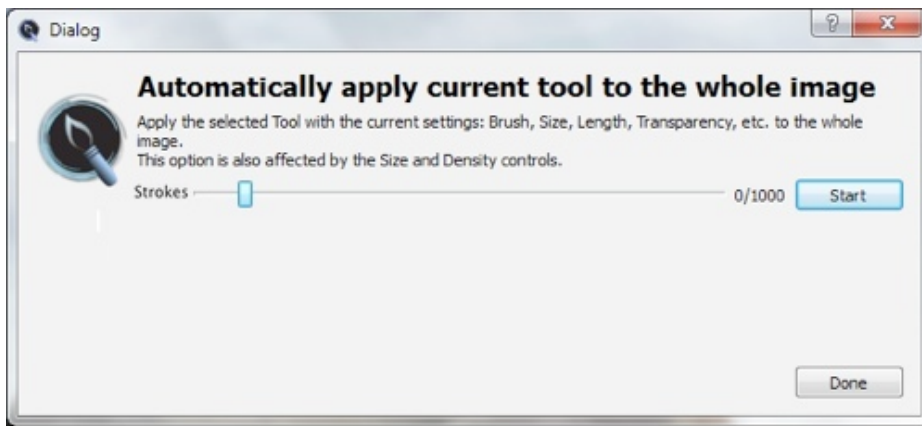 Dialog
Automatically apply current tool to the whole image
Apply the selected Tool with the current settings: Brush, Size, Length, Transparency, etc. to the whole
image.
This option is also affected by the Size and Density controls.
Strokes 0/1000 Start
Done